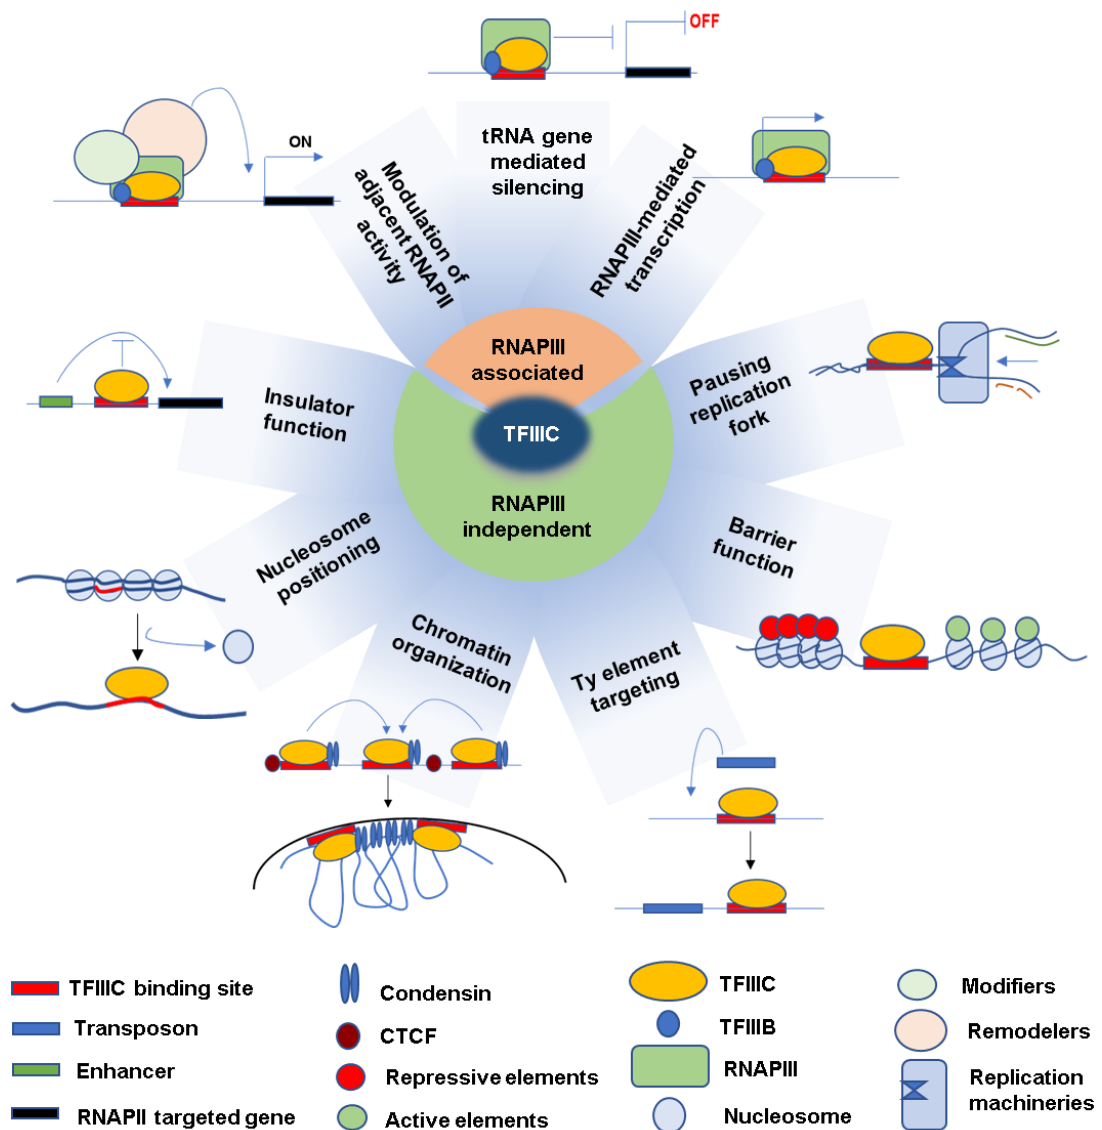 OFF
tRNA gene
mediated
silencing
ON
Modulation of
adjacent RNAPII
activity
RNAPIII-mediated
transcription
RNAPIII
associated
Pausing
replication
fork
Insulator
function
TFIIIC
RNAPIII
independent
Barrier
function
Nucleosome
positioning
Chromatin
organization
Ty element
targeting
TFIIIC binding site
Transposon
Enhancer
RNAPII targeted gene
Condensin
CTCF
Repressive elements
Active elements
TFIIIC
TFIIIB
RNAPIII
Nucleosome
Modifiers
Remodelers
Replication
machineries